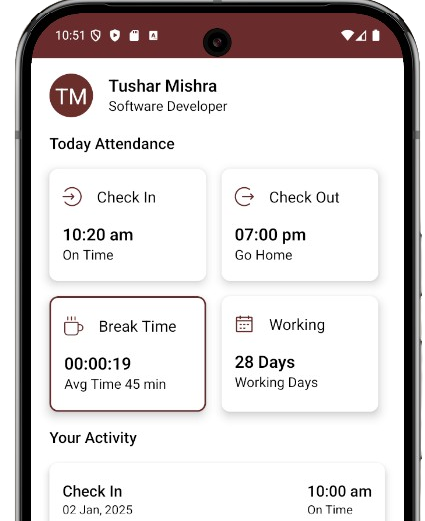 10:51
TM
Tushar Mishra
Software Developer
Today Attendance
Check In
10:20 am
On Time
Check Out
07:00 pm
Go Home
Break Time
00:00:19
Avg Time 45 min
Working
28 Days
Working Days
Your Activity
Check In
10:00 am
02 Jan, 2025
On Time